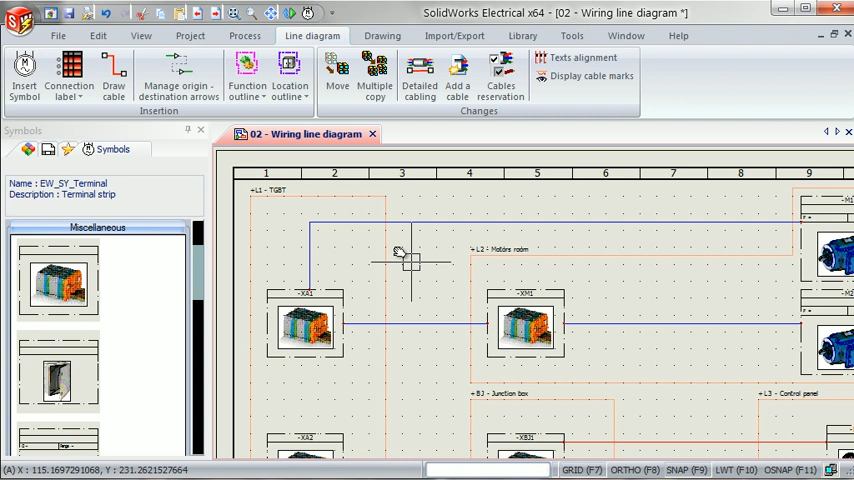 SolidWorks Electrical x64 - [02 - Wiring line diagram *]
File Edit View Project Process Line diagram Drawing Import/Export Library Tools Window Help
Insert Symbol
Connection label
Draw cable
Manage origin - destination arrows
Function outline
Location outline
Move
Multiple copy
Detailed cabling
Add a cable
Cables reservation
Texts alignment
Display cable marks
Insertion
Changes
Symbols
02 - Wiring line diagram
Symbols
Name : EW_SY_Terminal
Description : Terminal strip
Miscellaneous
1 2 3 4 5 6 7 8 9
+L1 - TGBT
-M1
+L2 - Motors room
-XA1
-XM1
-M2
+BJ - Junction box
+L3 - Control panel
-XA2
-XBJ1
(A) X : 115.1697291068, Y : 231.2621527664
GRID (F7) ORTHO (F8) SNAP (F9) LWT (F10) OSNAP (F11)